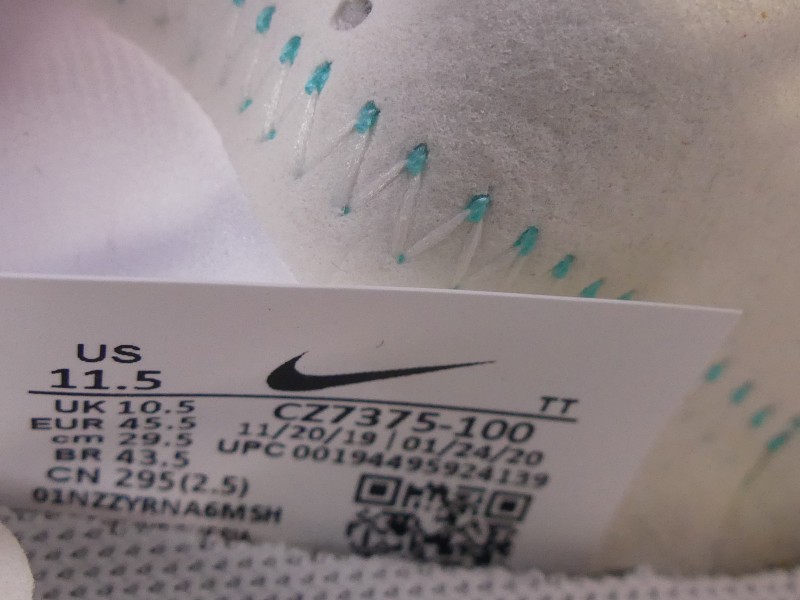 US
11.5
TT
UK 10.5
EUR 45.5
cm 29.5
BR 43.5
CN 295(2.5)
01NZZYRNA6MSH
CZ7375-100
11/20/19 | 01/24/20
UPC 00194495924139